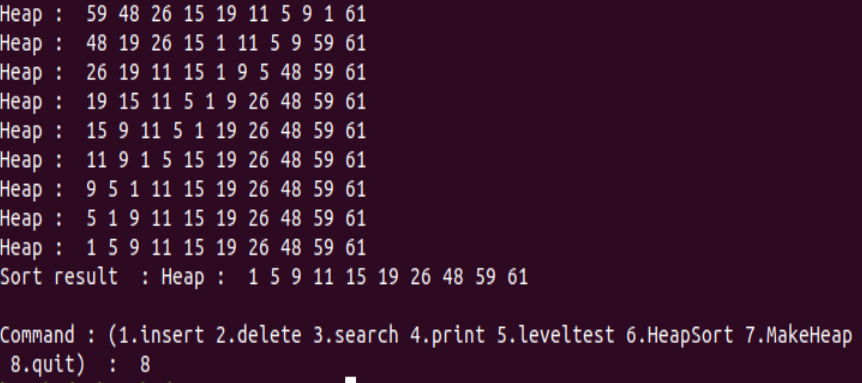 Heap :  59 48 26 15 19 11 5 9 1 61
Heap :  48 19 26 15 1 11 5 9 59 61
Heap :  26 19 11 15 1 9 5 48 59 61
Heap :  19 15 11 5 1 9 26 48 59 61
Heap :  15 9 11 5 1 19 26 48 59 61
Heap :  11 9 1 5 15 19 26 48 59 61
Heap :  9 5 1 11 15 19 26 48 59 61
Heap :  5 1 9 11 15 19 26 48 59 61
Heap :  1 5 9 11 15 19 26 48 59 61
Sort result  : Heap :  1 5 9 11 15 19 26 48 59 61
Command : (1.insert 2.delete 3.search 4.print 5.leveltest 6.HeapSort 7.MakeHeap
8.quit)  :  8